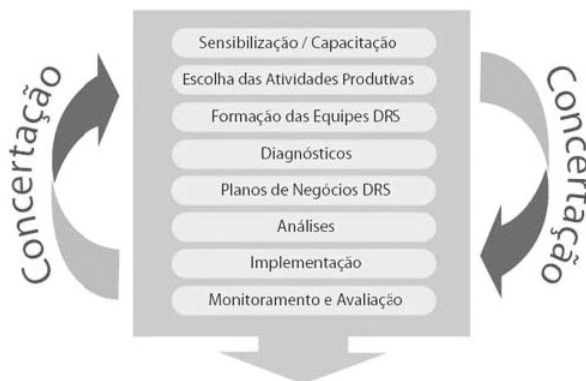 Concertação
Sensibilização / Capacitação
Escolha das Atividades Produtivas
Formação das Equipes DRS
Diagnósticos
Planos de Negócios DRS
Análises
Implementação
Monitoramento e Avaliação
Concertação